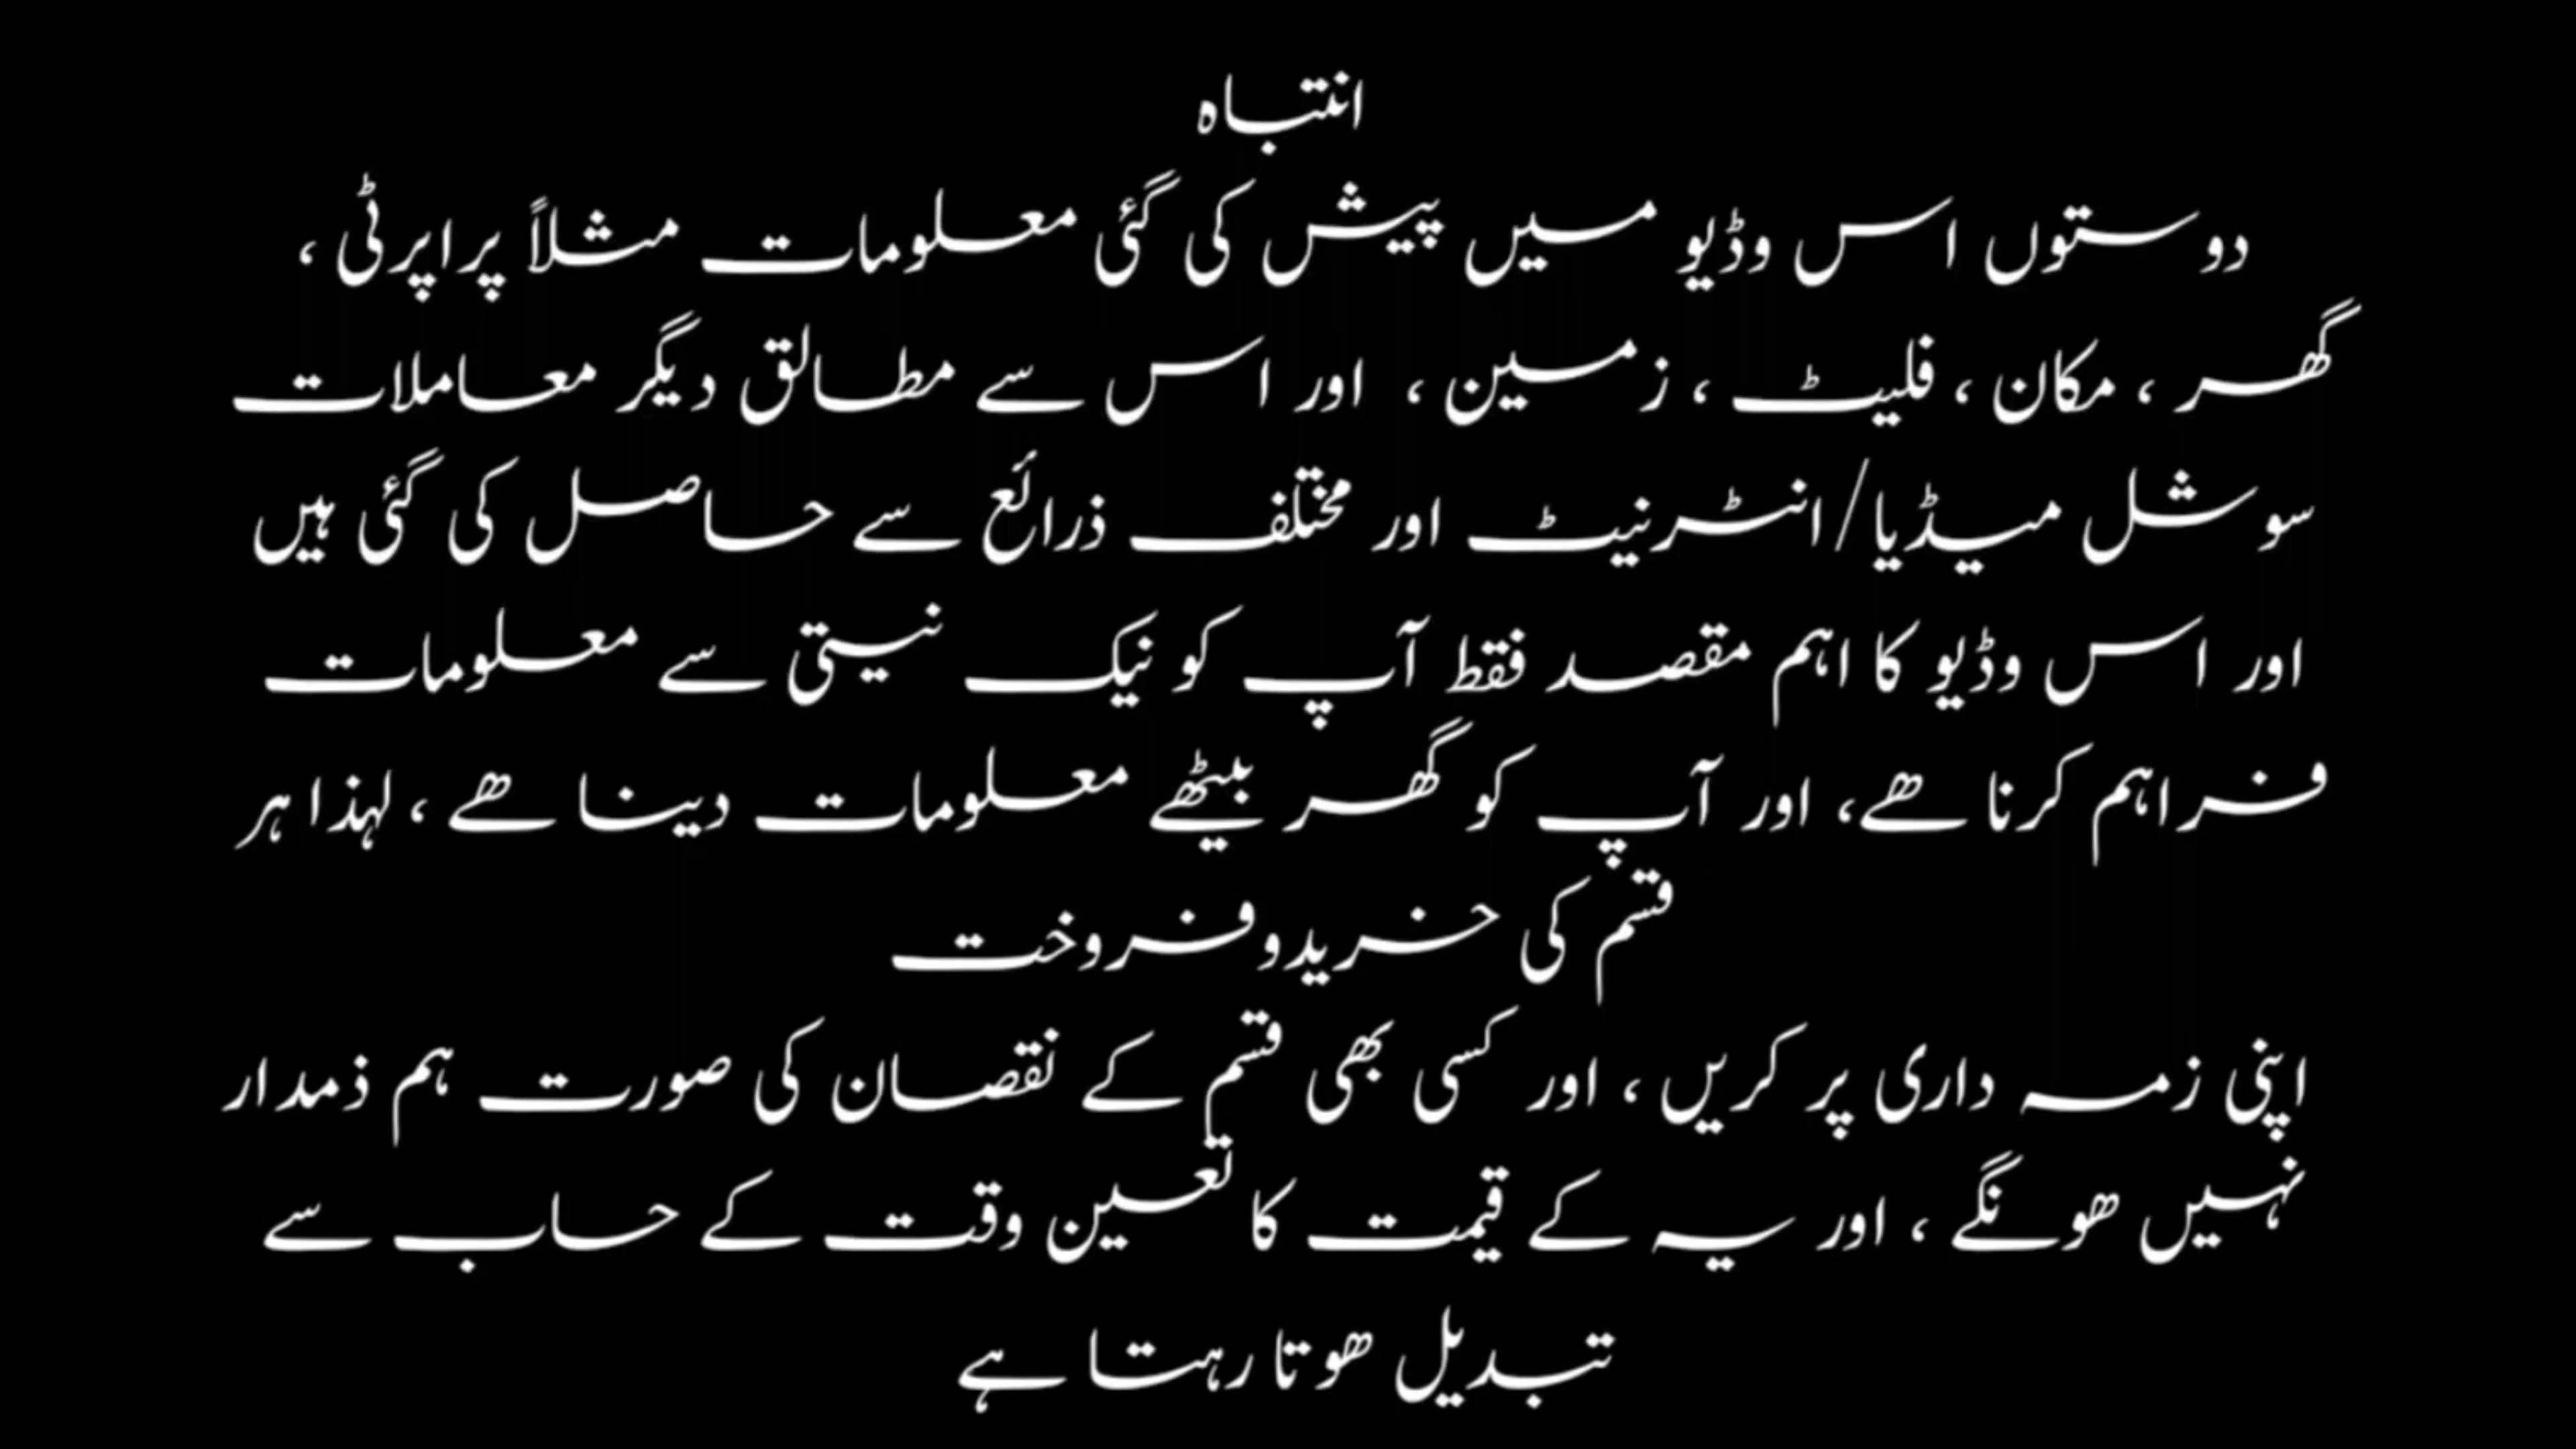 انتباہ
دوستوں اس وڈیو میں پیش کی گئی معلومات مثلاً پراپرٹی ،
گھر ، مکان ، فلیٹ ، زمین ، اور اس سے مطالق دیگر معاملات
سوشل میڈیا/انٹرنیٹ اور مختلف ذرائع سے حاصل کی گئی ہیں
اور اس وڈیو کا اہم مقصد فقط آپ کو نیک نیتی سے معلومات
فراہم کرنا ھے، اور آپ کو گھر بیٹھے معلومات دینا ھے ، لہذا ہر
قسم کی خریدوفروخت
اپنی زمہ داری پر کریں ، اور کسی بھی قسم کے نقصان کی صورت ہم ذمدار
نہیں ھونگے ، اور یہ کے قیمت کا تعین وقت کے حاب سے
تبدیل ھوتا رہتا ہے